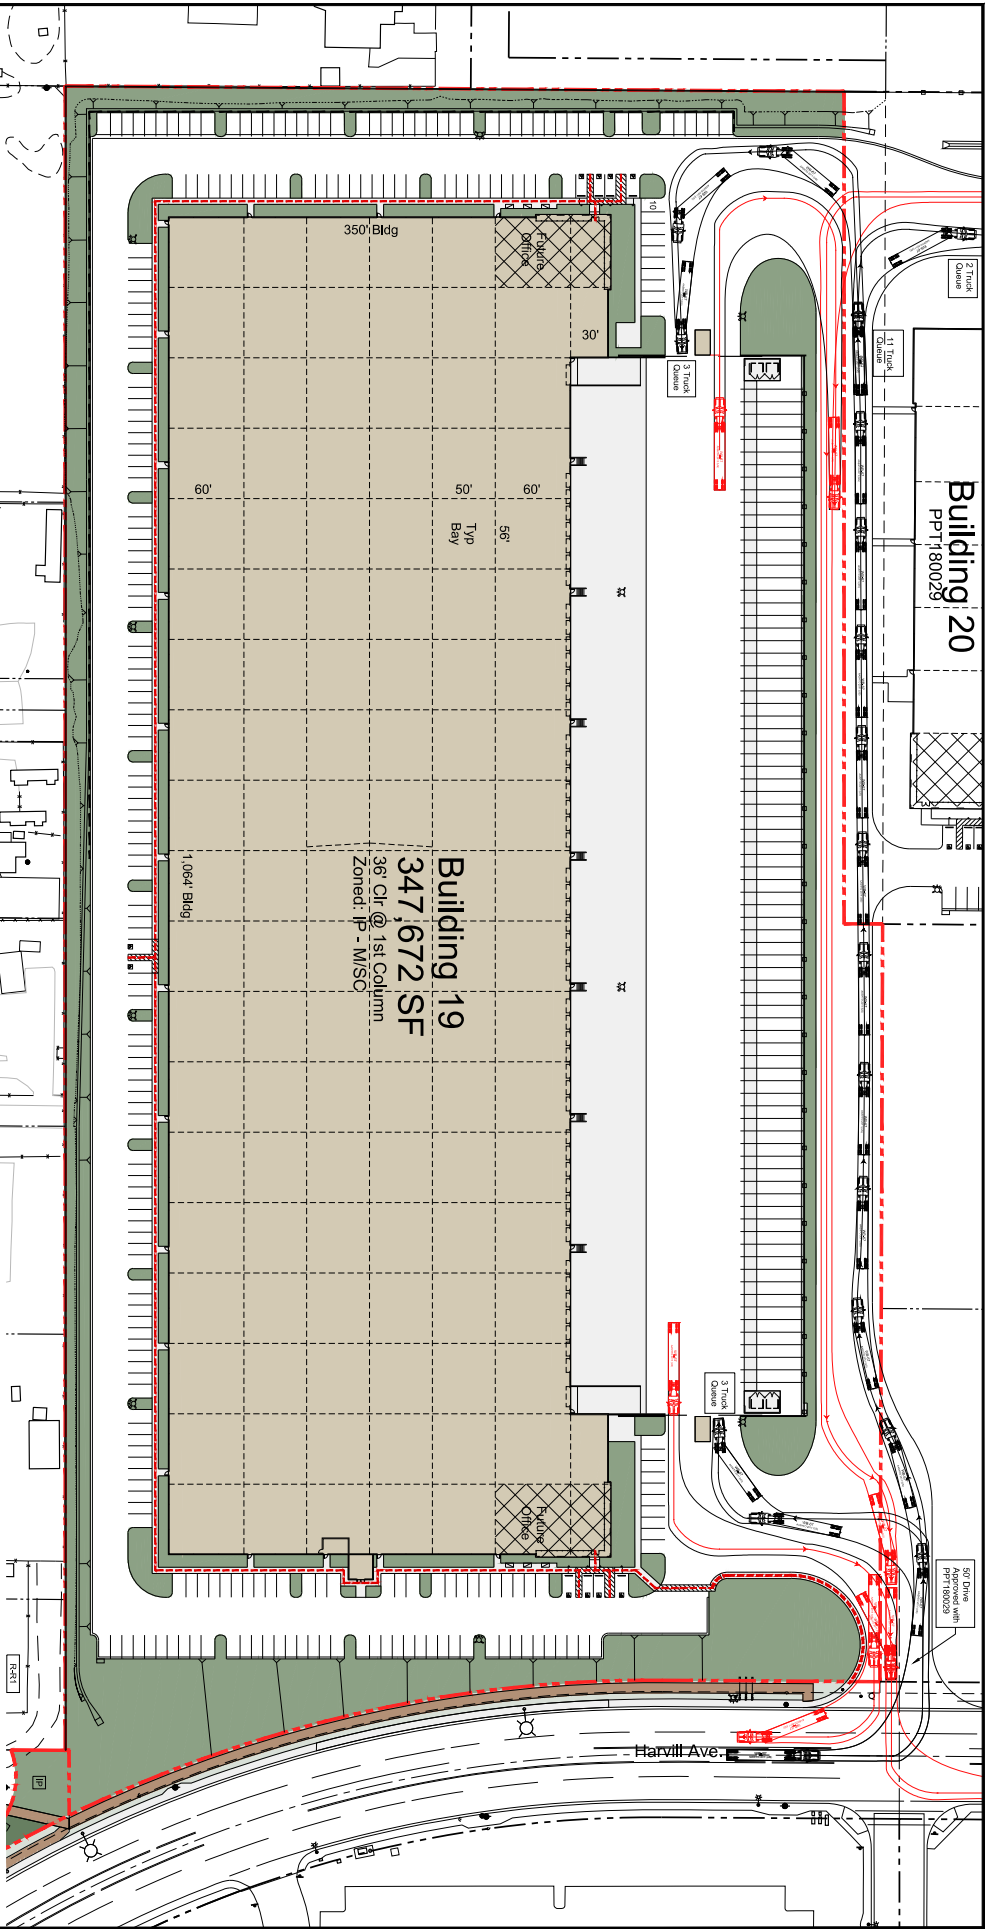 10
350' Bldg
Future
Office
30'
2 Truck
Queue
11 Truck
Queue
3 Truck
Queue
60'
50'
60'
56'
Typ
Bay
Building 20
PPT180029
Building 19
347,672 SF
36' Clr @ 1st Column
Zoned: IP - M/SC
1,064' Bldg
3 Truck
Queue
Future
Office
50' Drive
Approved with
PPT180029
R-R1
IP
Harvill Ave.